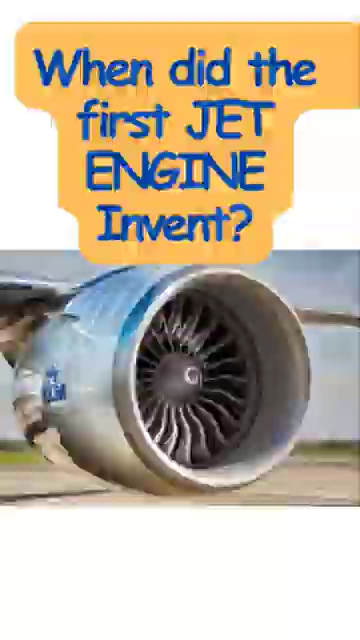 When did the
first JET
ENGINE
Invent?